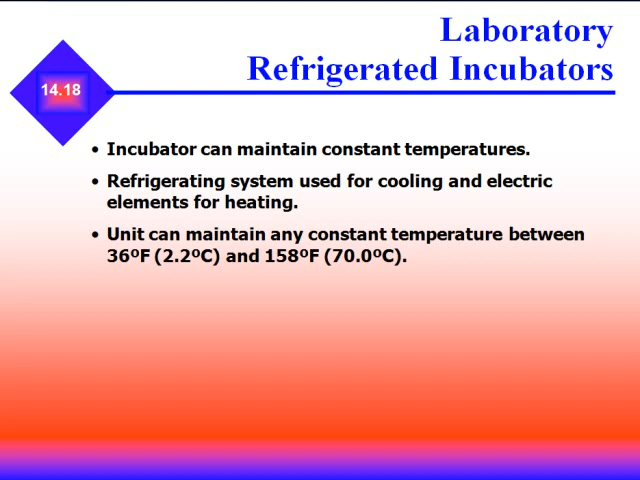 Laboratory
Refrigerated Incubators
14.18
• Incubator can maintain constant temperatures.
• Refrigerating system used for cooling and electric
elements for heating.
• Unit can maintain any constant temperature between
36ºF (2.2ºC) and 158ºF (70.0ºC).